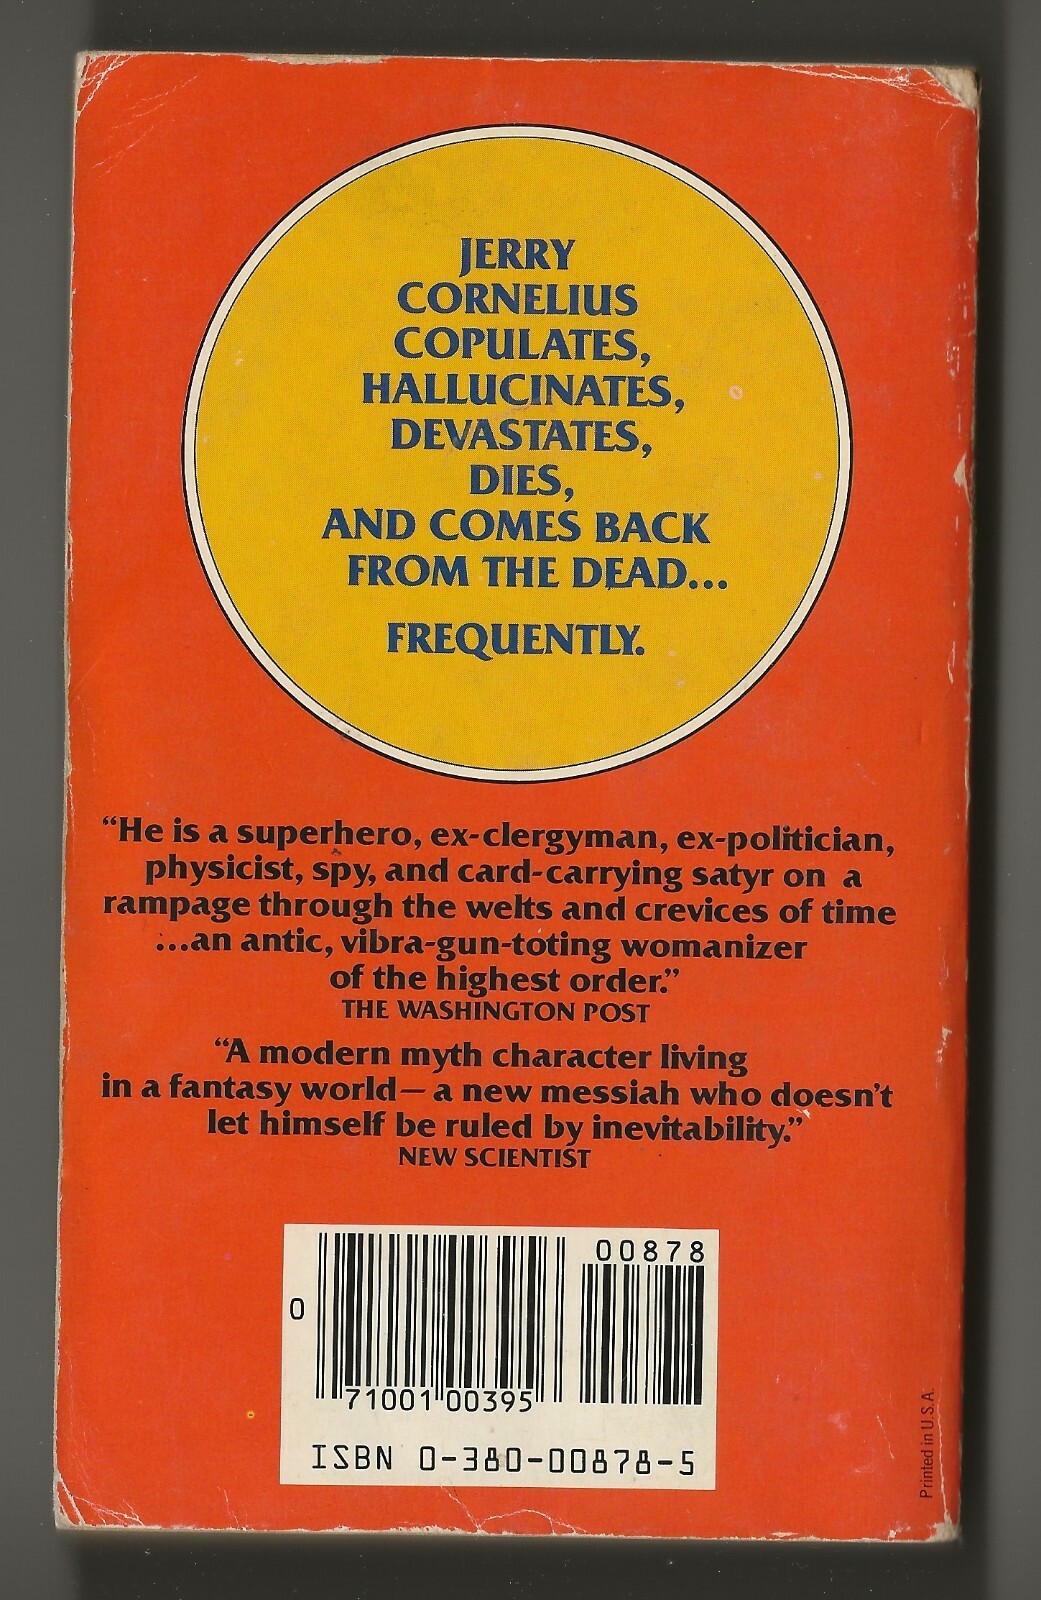 JERRY
CORNELIUS
COPULATES,
HALLUCINATES,
DEVASTATES,
DIES,
AND COMES BACK
FROM THE DEAD...
FREQUENTLY.
“He is a superhero, ex-clergyman, ex-politician,
physicist, spy, and card-carrying satyr on a
rampage through the welts and crevices of time
...an antic, vibra-gun-toting womanizer
of the highest order.”
THE WASHINGTON POST
“A modern myth character living
in a fantasy world—a new messiah who doesn’t
let himself be ruled by inevitability.”
NEW SCIENTIST
00878
0
71001 00395
ISBN 0-380-00878-5
Printed in U.S.A.